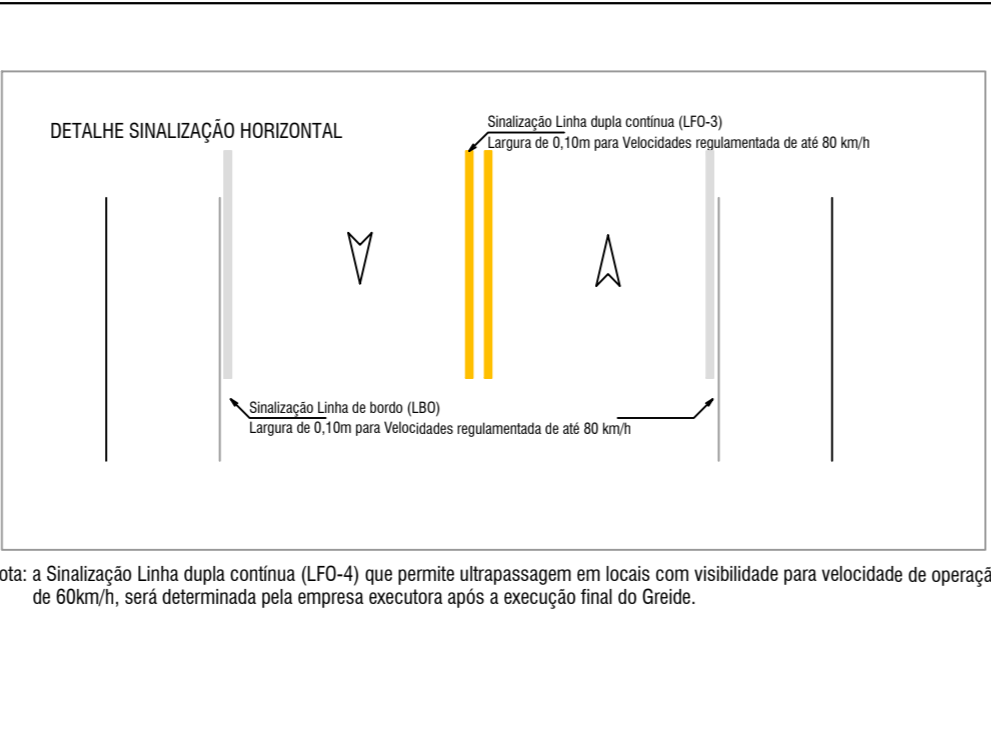 DETALHE SINALIZAÇÃO HORIZONTAL
Sinalização Linha dupla contínua (LFO-3)
Largura de 0,10m para Velocidades regulamentada de até 80 km/h
Sinalização Linha de bordo (LBO)
Largura de 0,10m para Velocidades regulamentada de até 80 km/h
ota: a Sinalização Linha dupla contínua (LFO-4) que permite ultrapassagem em locais com visibilidade para velocidade de operaçã
de 60km/h, será determinada pela empresa executora após a execução final do Greide.